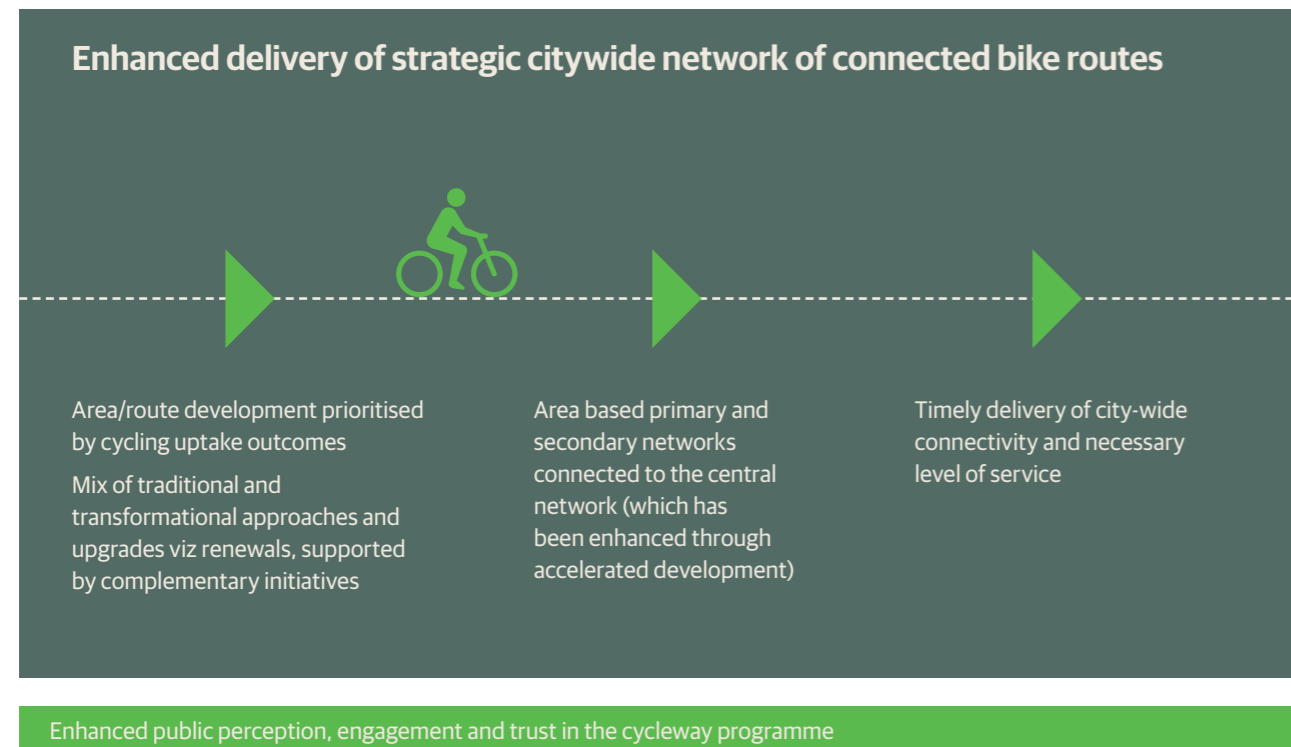 Enhanced delivery of strategic citywide network of connected bike routes
Area/route development prioritised
by cycling uptake outcomes
Mix of traditional and
transformational approaches and
upgrades viz renewals, supported
by complementary initiatives
Area based primary and
secondary networks
connected to the central
network (which has
been enhanced through
accelerated development)
Timely delivery of city-wide
connectivity and necessary
level of service
Enhanced public perception, engagement and trust in the cycleway programme